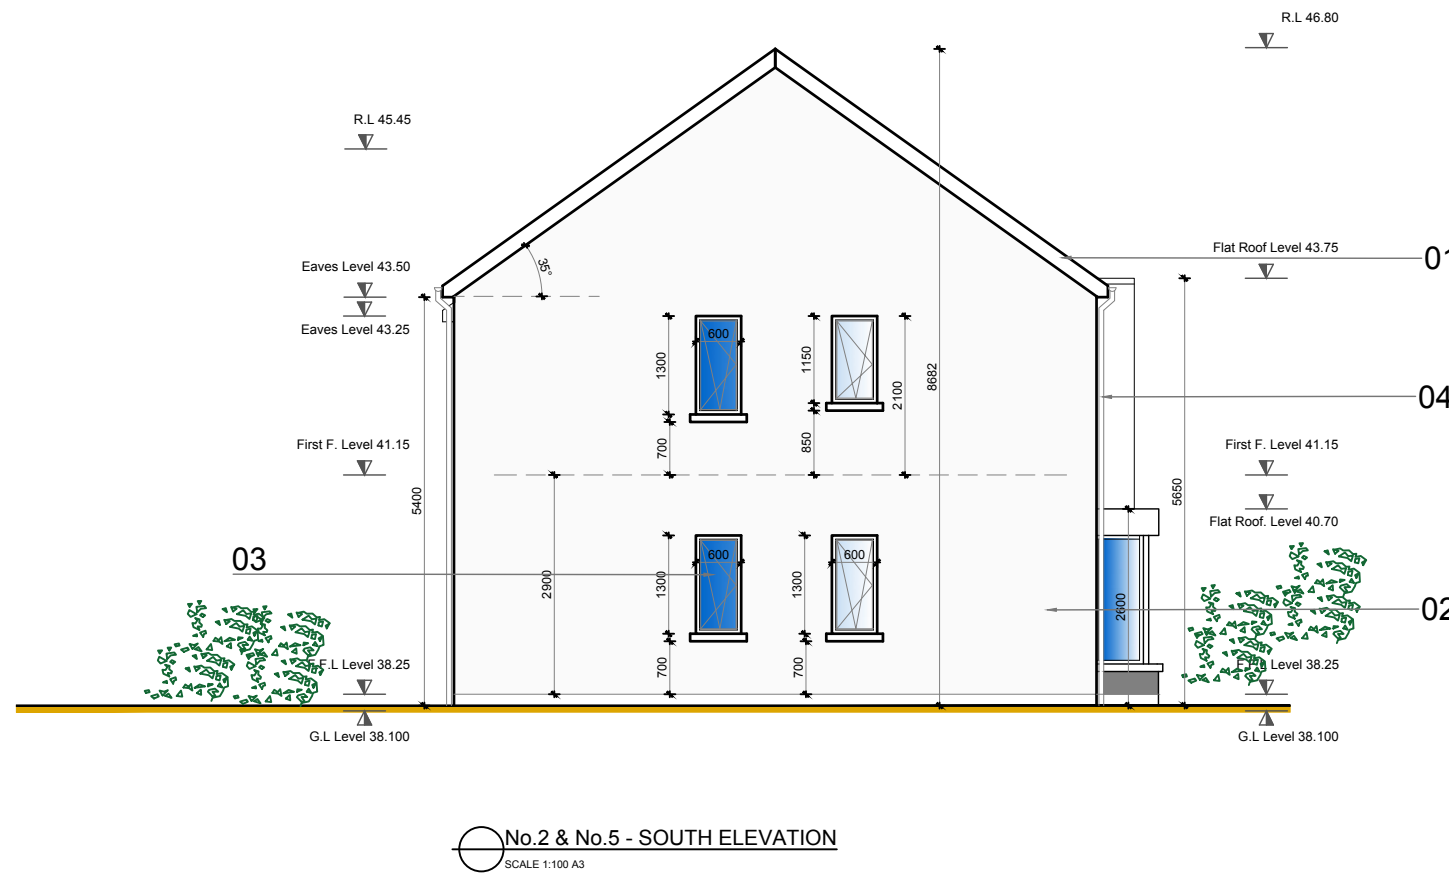 R.L 46.80
R.L 45.45
Flat Roof Level 43.75
01
Eaves Level 43.50
35°
Eaves Level 43.25
600
1300
1150
2100
8682
04
First F. Level 41.15
700
850
First F. Level 41.15
5400
5650
Flat Roof. Level 40.70
03
600
600
2900
1300
1300
2600
02
F.F.L Level 38.25
700
700
F.F.L Level 38.25
G.L Level 38.100
G.L Level 38.100
No.2 & No.5 - SOUTH ELEVATION
SCALE 1:100 A3